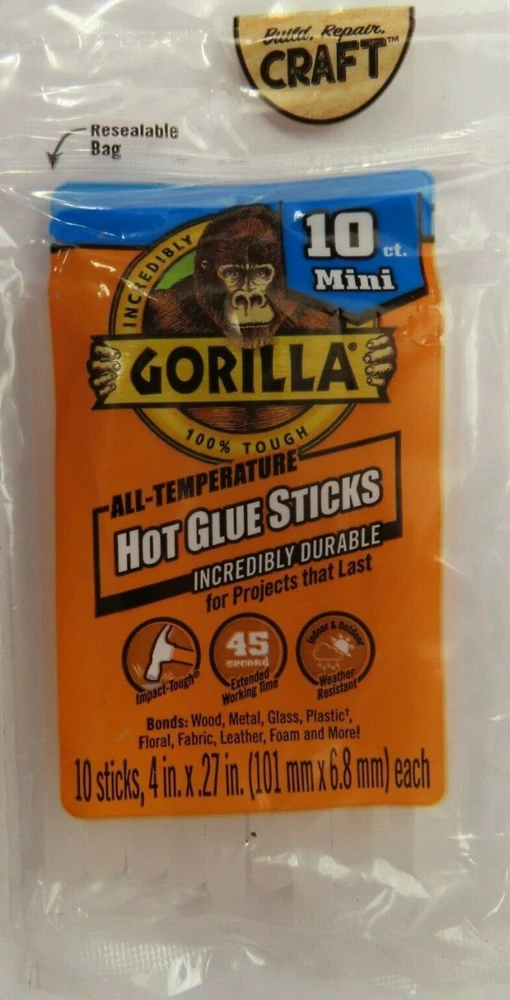 Build. Repair.
CRAFT™
Resealable
Bag
10 ct.
Mini
INCREDIBLY
GORILLA®
100% TOUGH
ALL-TEMPERATURE
HOT GLUE STICKS
INCREDIBLY DURABLE
for Projects that Last
Impact-Tough®
45
second
Extended
Working Time
Indoor & Outdoor
Weather
Resistant
Bonds: Wood, Metal, Glass, Plastic†,
Floral, Fabric, Leather, Foam and More!
10 sticks, 4 in. x .27 in. (101 mm x 6.8 mm) each